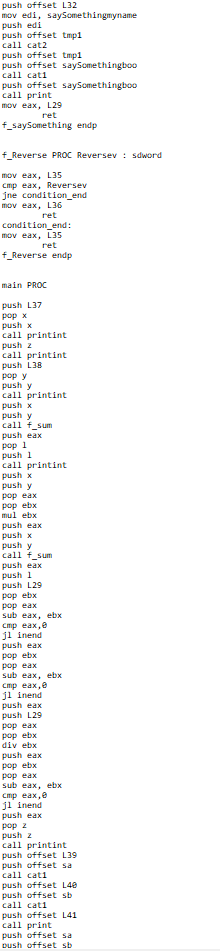 push offset L32
mov edi, saySomethingmyname
push edi
push offset tmp1
call cat2
push offset tmp1
push offset saySomethingboo
call cat1
push offset saySomethingboo
call print
mov eax, L29
ret
f_saySomething endp
f_Reverse PROC Reversev : sdword
mov eax, L35
cmp eax, Reversev
jne condition_end
mov eax, L36
ret
condition_end:
mov eax, L35
ret
f_Reverse endp
main PROC
push L37
pop x
push x
call printint
push z
call printint
push L38
pop y
push y
call printint
push x
push y
call f_sum
push eax
pop l
push l
call printint
push x
push y
pop eax
pop ebx
mul ebx
push eax
push x
push y
call f_sum
push eax
push l
push L29
pop ebx
pop eax
sub eax, ebx
cmp eax,0
jl inend
push eax
pop ebx
pop eax
sub eax, ebx
cmp eax,0
jl inend
push eax
push L29
pop eax
pop ebx
div ebx
push eax
pop ebx
pop eax
sub eax, ebx
cmp eax,0
jl inend
push eax
pop z
push z
call printint
push offset L39
push offset sa
call cat1
push offset L40
push offset sb
call cat1
push offset L41
call print
push offset sa
push offset sb